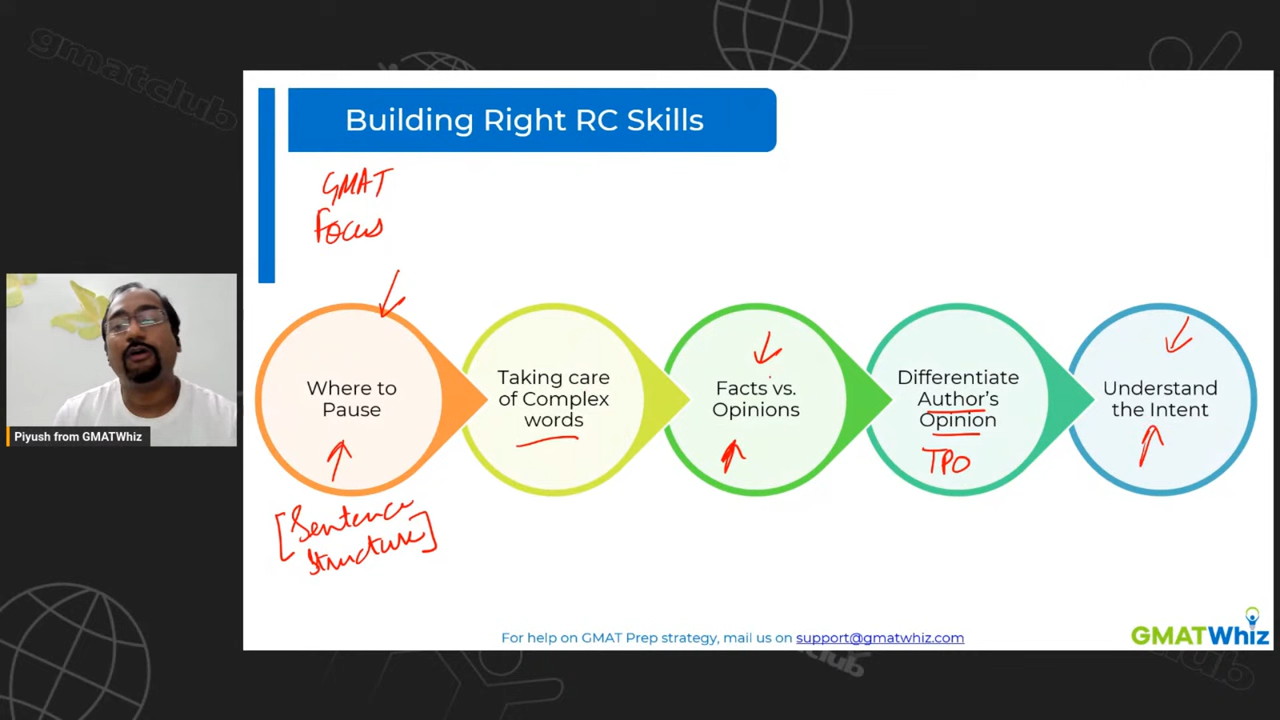 gmatclub
Building Right RC Skills
GMAT
Focus
Where to
Pause
Taking care
of Complex
words
Facts vs.
Opinions
Differentiate
Author's
Opinion
TPO
Understand
the Intent
[Sentence
Structure]
Piyush from GMATWhiz
For help on GMAT Prep strategy, mail us on support@gmatwhiz.com
GMATWhiz